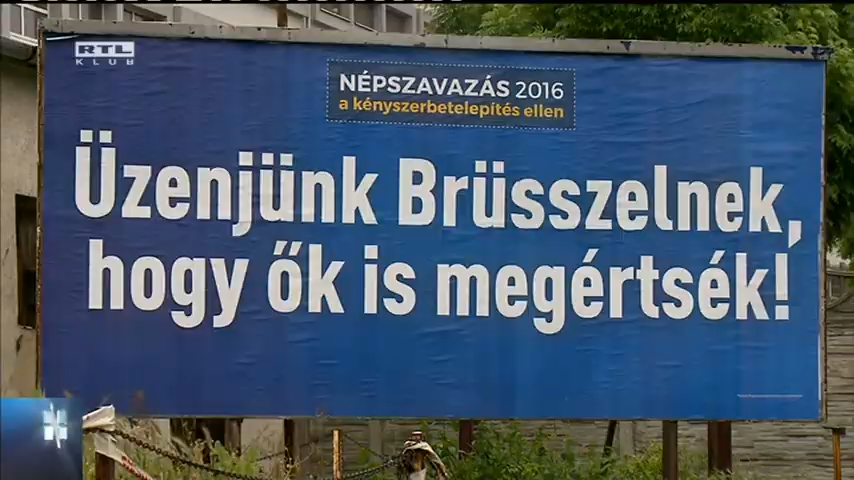 RTL
KLUB
NÉPSZAVAZÁS 2016
a kényszerbetelepítés ellen
Üzenjünk Brüsszelnek,
hogy ők is megértsék!